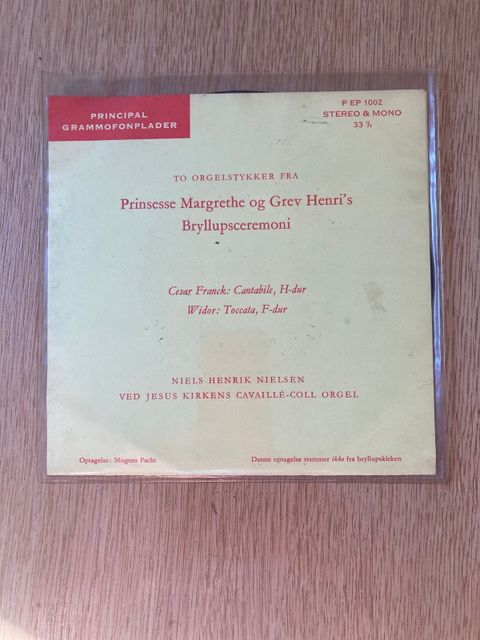 PRINCIPAL
GRAMMOFONPLADER
P EP 1002
STEREO & MONO
33 ⅓
TO ORGELSTYKKER FRA
Prinsesse Margrethe og Grev Henri's
Bryllupsceremoni
Cesar Franck: Cantabile, H-dur
Widor: Toccata, F-dur
NIELS HENRIK NIELSEN
VED JESUS KIRKENS CAVAILLÉ-COLL ORGEL
Optagelse: Mogens Pacht
Denne optagelse stammer ikke fra bryllupskirken